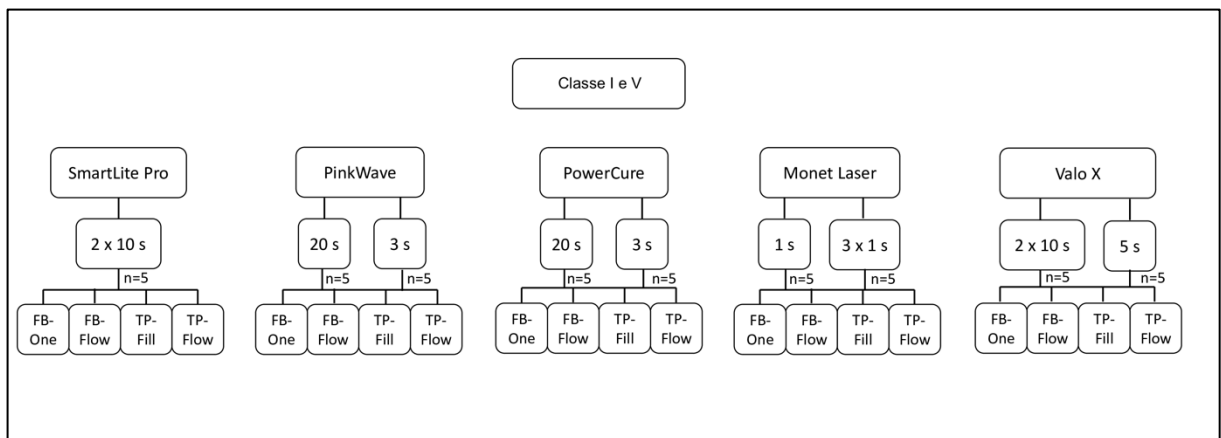 Classe I e V
SmartLite Pro
PinkWave
PowerCure
Monet Laser
Valo X
2 x 10 s
20 s
3 s
20 s
3 s
1 s
3 x 1 s
2 x 10 s
5 s
n=5
n=5
n=5
n=5
n=5
n=5
n=5
n=5
n=5
FB-
One
FB-
Flow
TP-
Fill
TP-
Flow
FB-
One
FB-
Flow
TP-
Fill
TP-
Flow
FB-
One
FB-
Flow
TP-
Fill
TP-
Flow
FB-
One
FB-
Flow
TP-
Fill
TP-
Flow
FB-
One
FB-
Flow
TP-
Fill
TP-
Flow